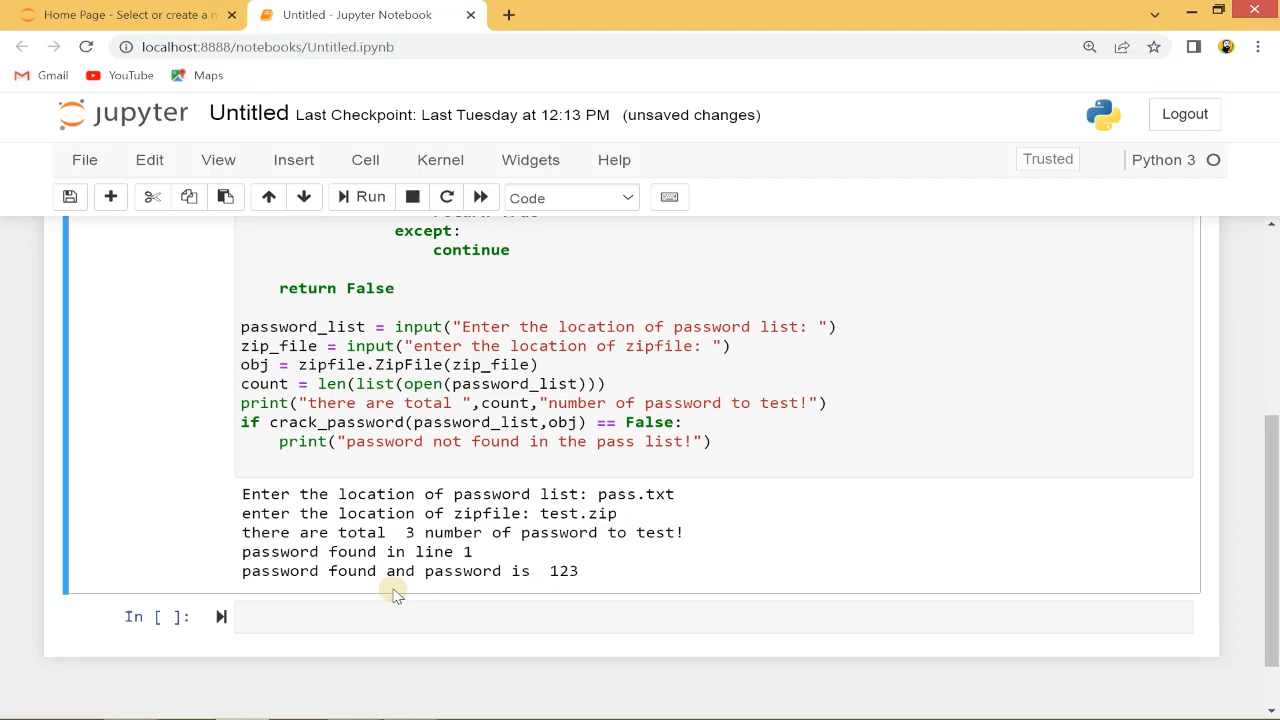 Home Page - Select or create a n
Untitled - Jupyter Notebook
localhost:8888/notebooks/Untitled.ipynb
Gmail
YouTube
Maps
jupyter Untitled Last Checkpoint: Last Tuesday at 12:13 PM (unsaved changes)
Logout
File Edit View Insert Cell Kernel Widgets Help
Trusted
Python 3
Run
Code
except:
continue
return False
password_list = input("Enter the location of password list: ")
zip_file = input("enter the location of zipfile: ")
obj = zipfile.ZipFile(zip_file)
count = len(list(open(password_list)))
print("there are total ",count,"number of password to test!")
if crack_password(password_list,obj) == False:
print("password not found in the pass list!")
Enter the location of password list: pass.txt
enter the location of zipfile: test.zip
there are total  3 number of password to test!
password found in line 1
password found and password is  123
In [ ]: